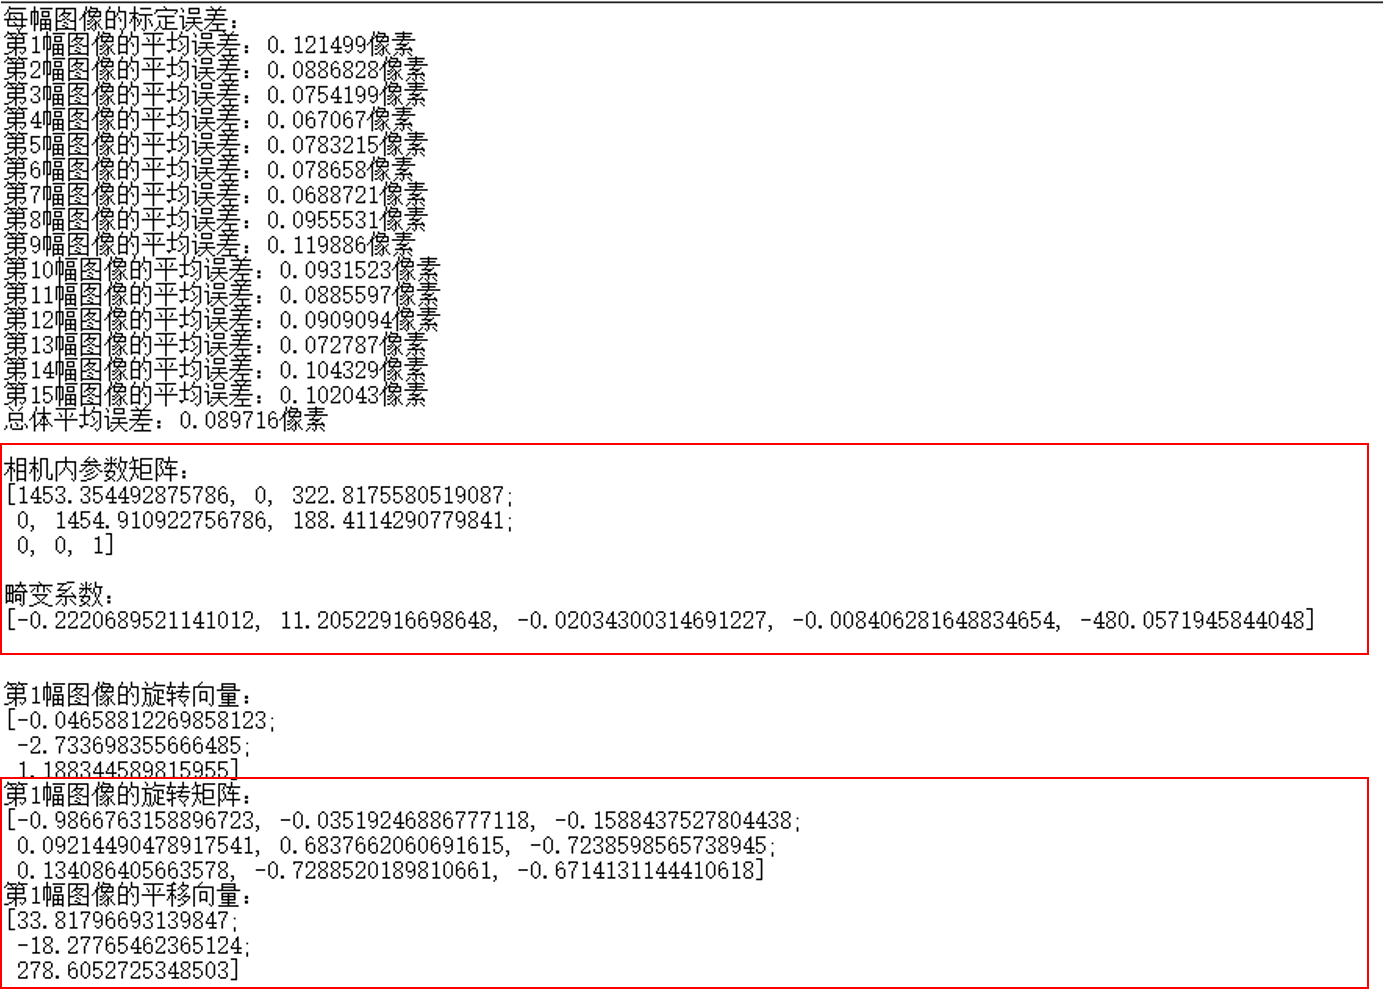 每幅图像的标定误差：
第1幅图像的平均误差：0.121499像素
第2幅图像的平均误差：0.0886828像素
第3幅图像的平均误差：0.0754199像素
第4幅图像的平均误差：0.067067像素
第5幅图像的平均误差：0.0783215像素
第6幅图像的平均误差：0.078658像素
第7幅图像的平均误差：0.0688721像素
第8幅图像的平均误差：0.0955531像素
第9幅图像的平均误差：0.119886像素
第10幅图像的平均误差：0.0931523像素
第11幅图像的平均误差：0.0885597像素
第12幅图像的平均误差：0.0909094像素
第13幅图像的平均误差：0.072787像素
第14幅图像的平均误差：0.104329像素
第15幅图像的平均误差：0.102043像素
总体平均误差：0.089716像素
相机内参数矩阵：
[1453.354492875786, 0, 322.8175580519087;
0, 1454.910922756786, 188.4114290779841;
0, 0, 1]
畸变系数：
[-0.2220689521141012, 11.20522916698648, -0.02034300314691227, -0.008406281648834654, -480.0571945844048]
第1幅图像的旋转向量：
[-0.04658812269858123;
-2.733698355666485;
1.188344589815955]
第1幅图像的旋转矩阵：
[-0.9866763158896723, -0.03519246886777118, -0.1588437527804438;
0.09214490478917541, 0.6837662060691615, -0.7238598565738945;
0.134086405663578, -0.7288520189810661, -0.6714131144410618]
第1幅图像的平移向量：
[33.81796693139847;
-18.27765462365124;
278.6052725348503]